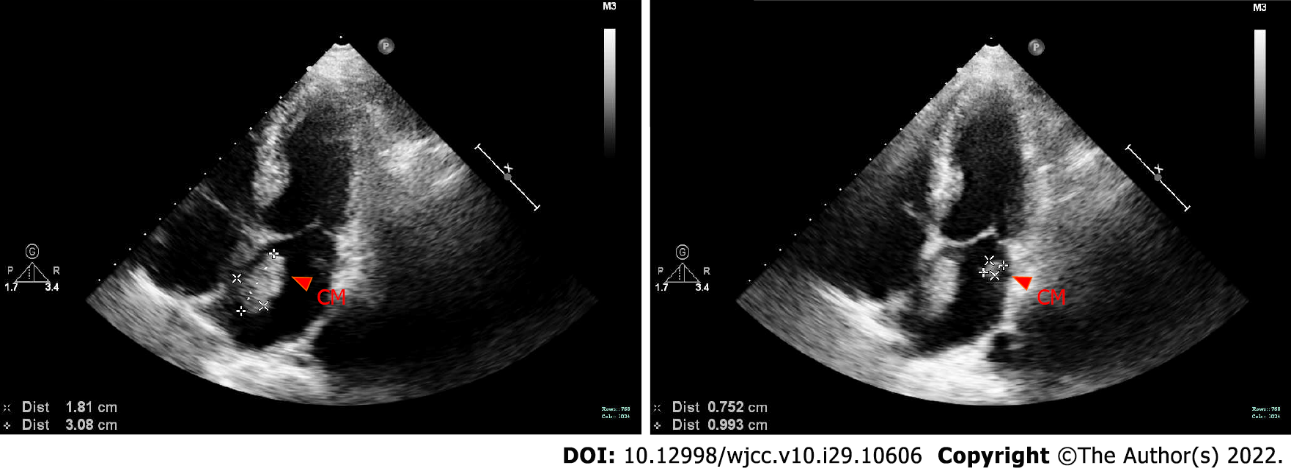 M3
P
G
P R
1.7 3.4
CM
Dist 1.81 cm
Dist 3.08 cm
M3
P
G
P R
1.7 3.4
CM
Dist 0.752 cm
Dist 0.993 cm
DOI: 10.12998/wjcc.v10.i29.10606 Copyright ©The Author(s) 2022.